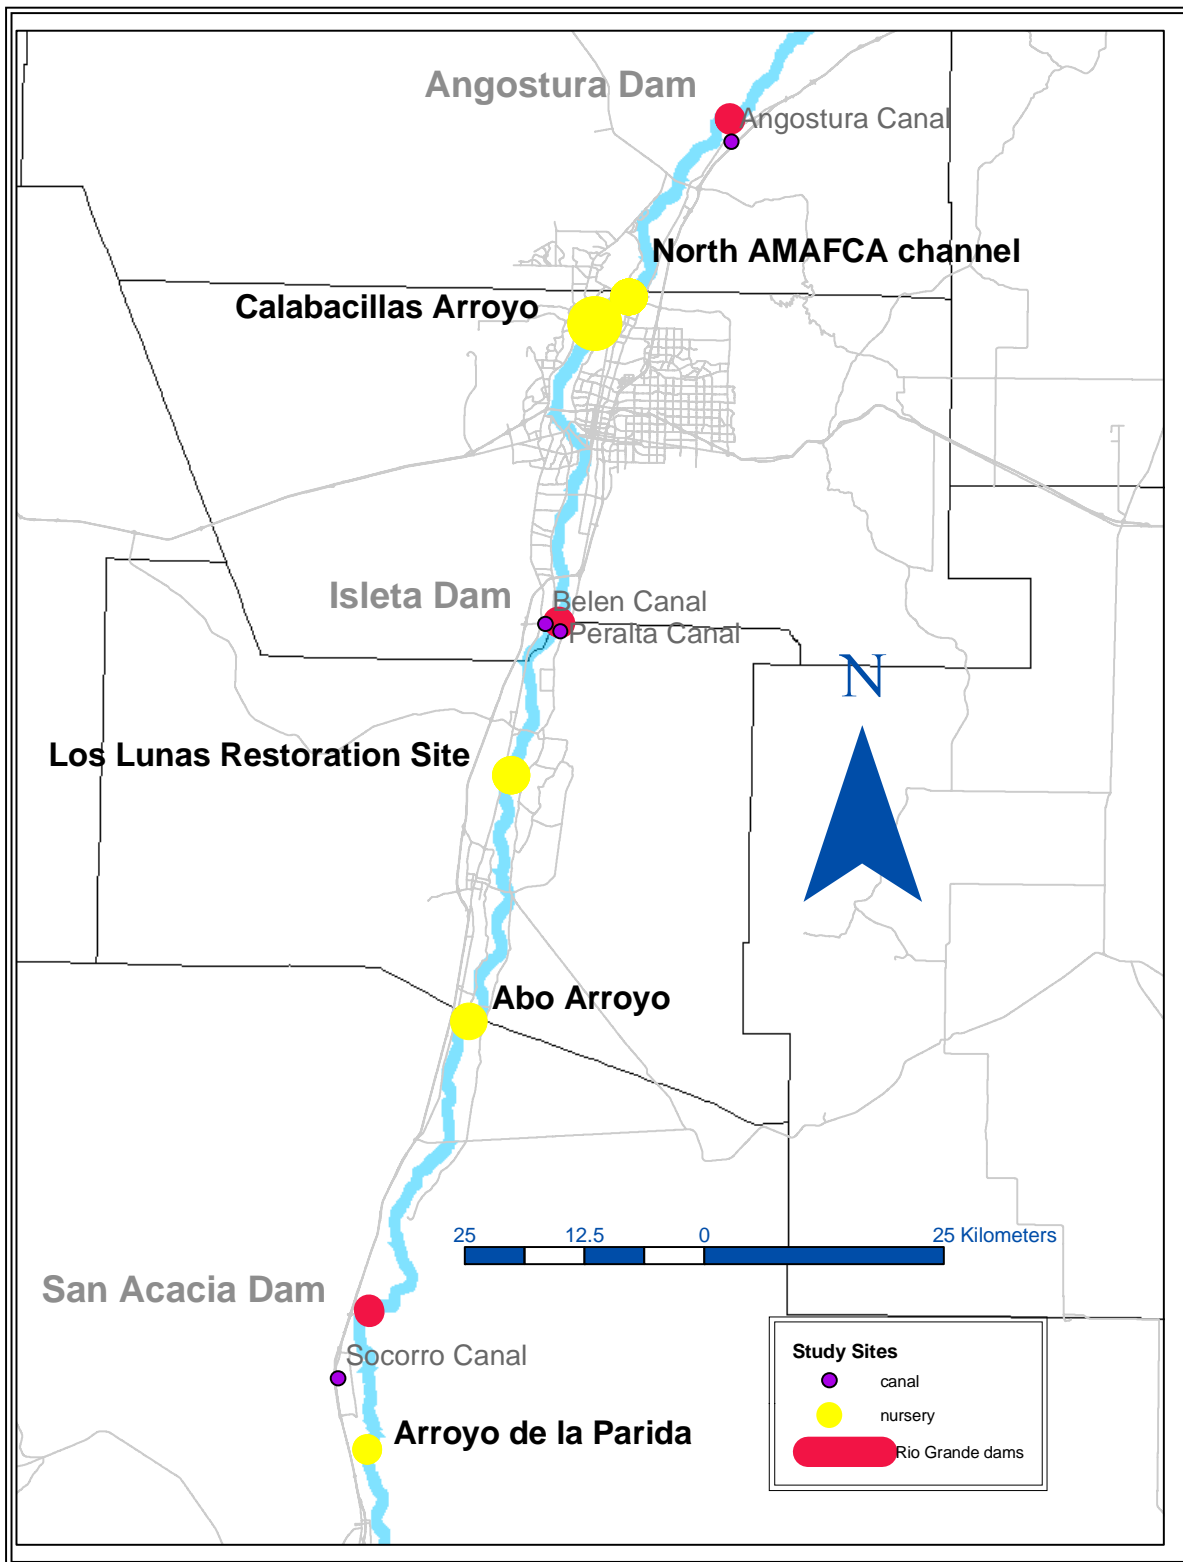 Angostura Dam
Angostura Canal
North AMAFCA channel
Calabacillas Arroyo
Isleta Dam
Belen Canal
Peralta Canal
N
Los Lunas Restoration Site
Abo Arroyo
25 12.5 0 25 Kilometers
San Acacia Dam
Socorro Canal
Arroyo de la Parida
Study Sites
canal
nursery
Rio Grande dams